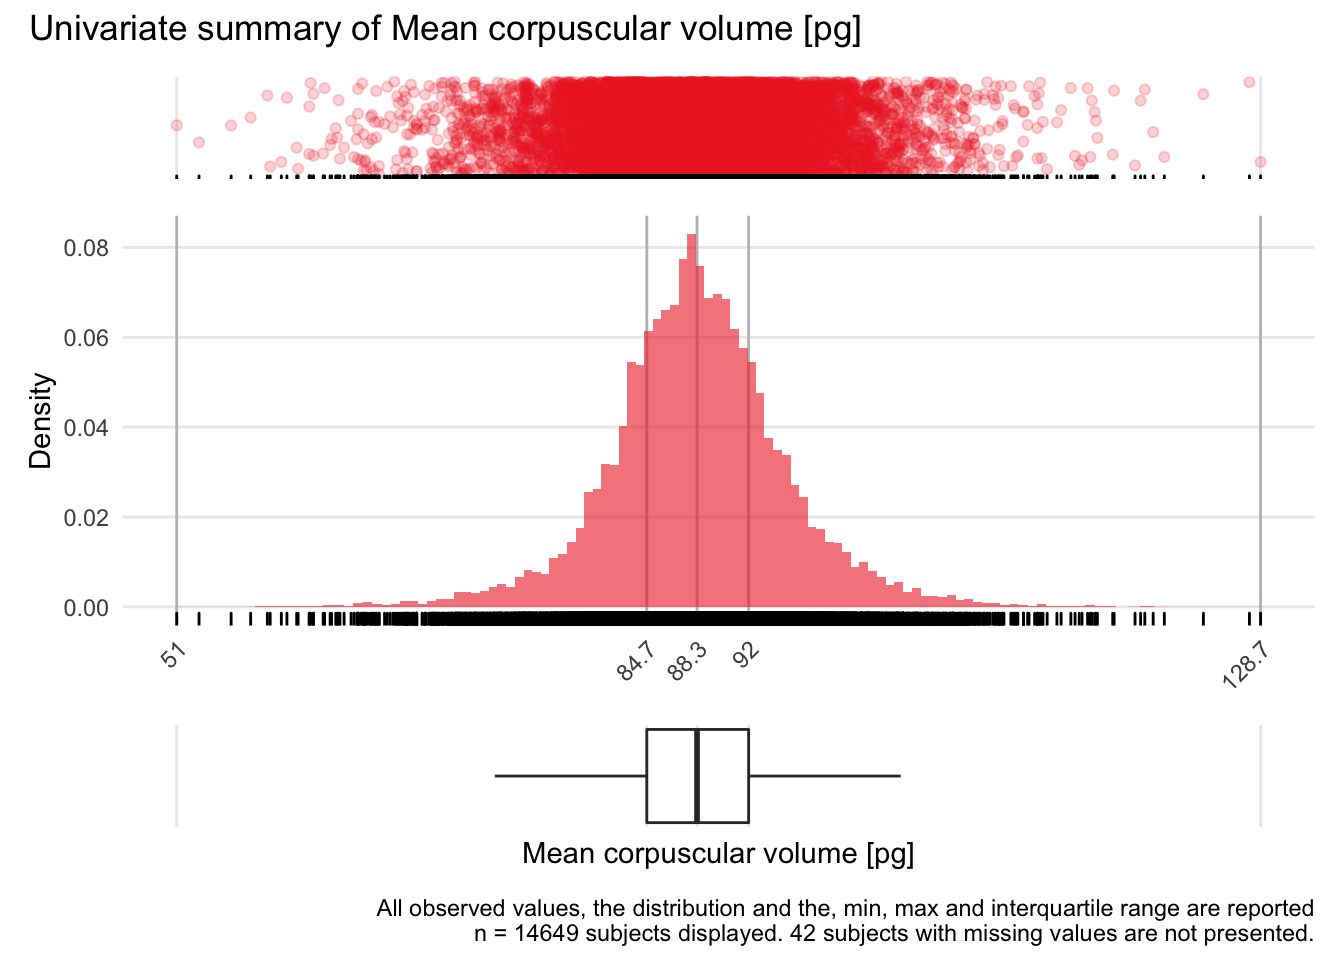 Univariate summary of Mean corpuscular volume [pg]
0.08
0.06
0.04
0.02
0.00
Density
51
84.7
88.3
92
128.7
Mean corpuscular volume [pg]
All observed values, the distribution and the, min, max and interquartile range are reported
n = 14649 subjects displayed. 42 subjects with missing values are not presented.